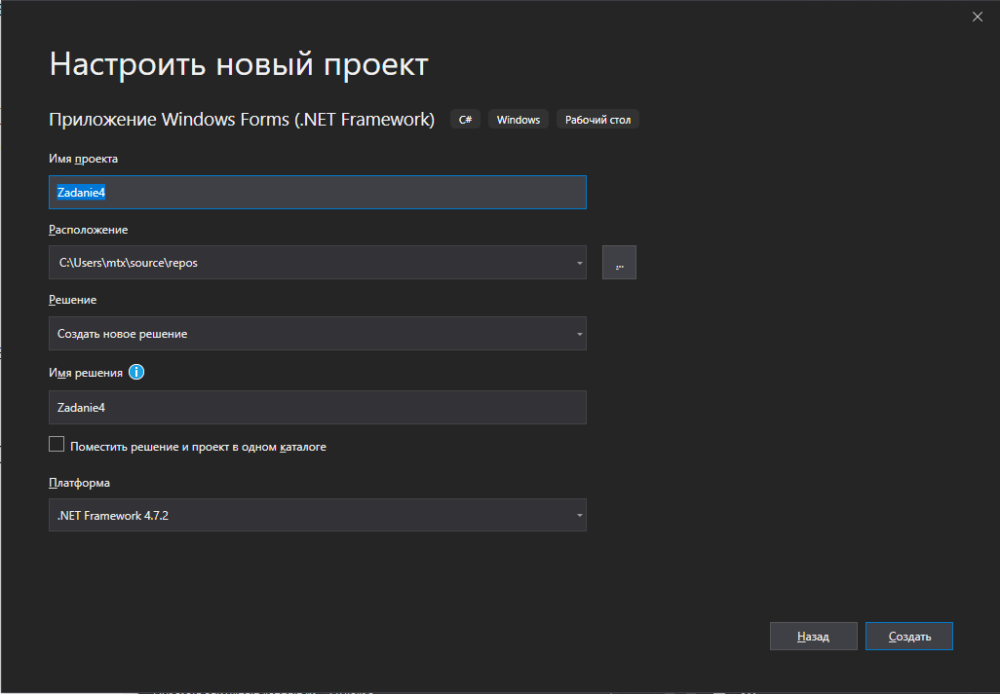 Настроить новый проект
Приложение Windows Forms (.NET Framework) C# Windows Рабочий стол
Имя проекта
Zadanie4
Расположение
C:\Users\mtx\source\repos
...
Решение
Создать новое решение
Имя решения
Zadanie4
Поместить решение и проект в одном каталоге
Платформа
.NET Framework 4.7.2
Назад Создать